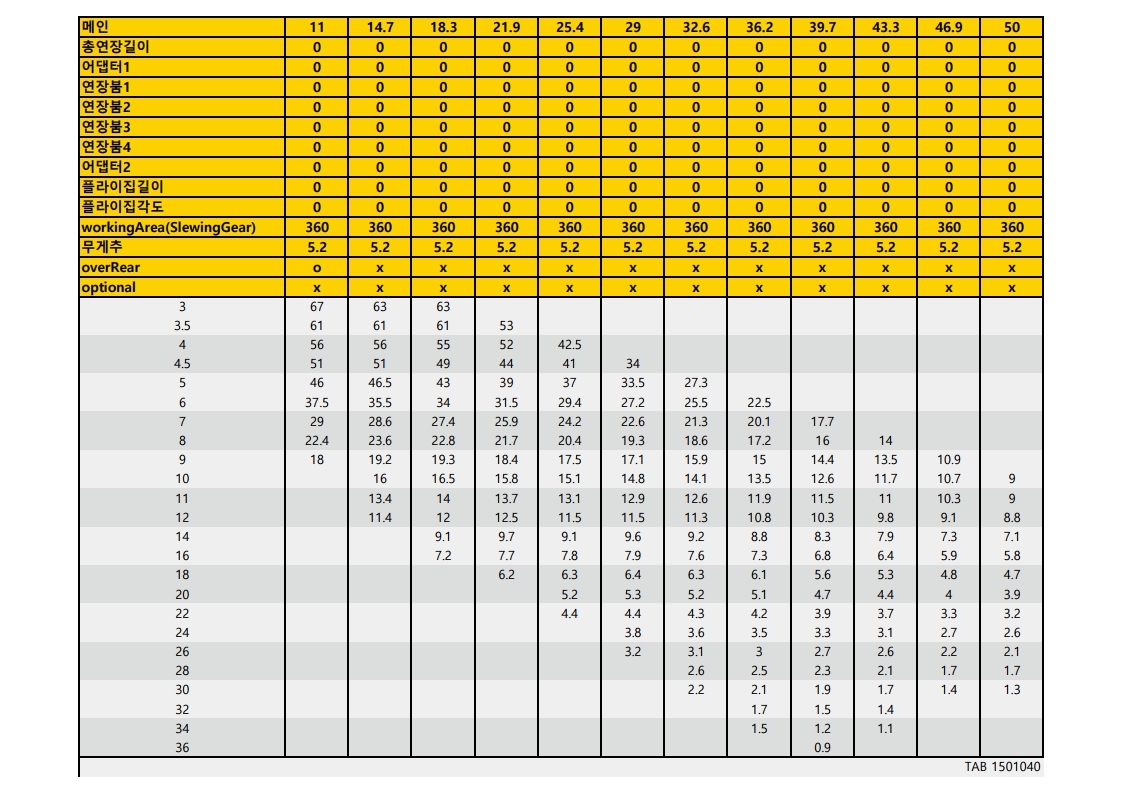 메인 11 14.7 18.3 21.9 25.4 29 32.6 36.2 39.7 43.3 46.9 50
총연장길이 0 0 0 0 0 0 0 0 0 0 0 0
어댑터1 0 0 0 0 0 0 0 0 0 0 0 0
연장붐1 0 0 0 0 0 0 0 0 0 0 0 0
연장붐2 0 0 0 0 0 0 0 0 0 0 0 0
연장붐3 0 0 0 0 0 0 0 0 0 0 0 0
연장붐4 0 0 0 0 0 0 0 0 0 0 0 0
어댑터2 0 0 0 0 0 0 0 0 0 0 0 0
플라이집길이 0 0 0 0 0 0 0 0 0 0 0 0
플라이집각도 0 0 0 0 0 0 0 0 0 0 0 0
workingArea(SlewingGear) 360 360 360 360 360 360 360 360 360 360 360 360
무게추 5.2 5.2 5.2 5.2 5.2 5.2 5.2 5.2 5.2 5.2 5.2 5.2
overRear o x x x x x x x x x x x
optional x x x x x x x x x x x x
3 67 63 63
3.5 61 61 61 53
4 56 56 55 52 42.5
4.5 51 51 49 44 41 34
5 46 46.5 43 39 37 33.5 27.3
6 37.5 35.5 34 31.5 29.4 27.2 25.5 22.5
7 29 28.6 27.4 25.9 24.2 22.6 21.3 20.1 17.7
8 22.4 23.6 22.8 21.7 20.4 19.3 18.6 17.2 16 14
9 18 19.2 19.3 18.4 17.5 17.1 15.9 15 14.4 13.5 10.9
10 16 16.5 15.8 15.1 14.8 14.1 13.5 12.6 11.7 10.7 9
11 13.4 14 13.7 13.1 12.9 12.6 11.9 11.5 11 10.3 9
12 11.4 12 12.5 11.5 11.5 11.3 10.8 10.3 9.8 9.1 8.8
14 9.1 9.7 9.1 9.6 9.2 8.8 8.3 7.9 7.3 7.1
16 7.2 7.7 7.8 7.9 7.6 7.3 6.8 6.4 5.9 5.8
18 6.2 6.3 6.4 6.3 6.1 5.6 5.3 4.8 4.7
20 5.2 5.3 5.2 5.1 4.7 4.4 4 3.9
22 4.4 4.4 4.3 4.2 3.9 3.7 3.3 3.2
24 3.8 3.6 3.5 3.3 3.1 2.7 2.6
26 3.2 3.1 3 2.7 2.6 2.2 2.1
28 2.6 2.5 2.3 2.1 1.7 1.7
30 2.2 2.1 1.9 1.7 1.4 1.3
32 1.7 1.5 1.4
34 1.5 1.2 1.1
36 0.9
TAB 1501040